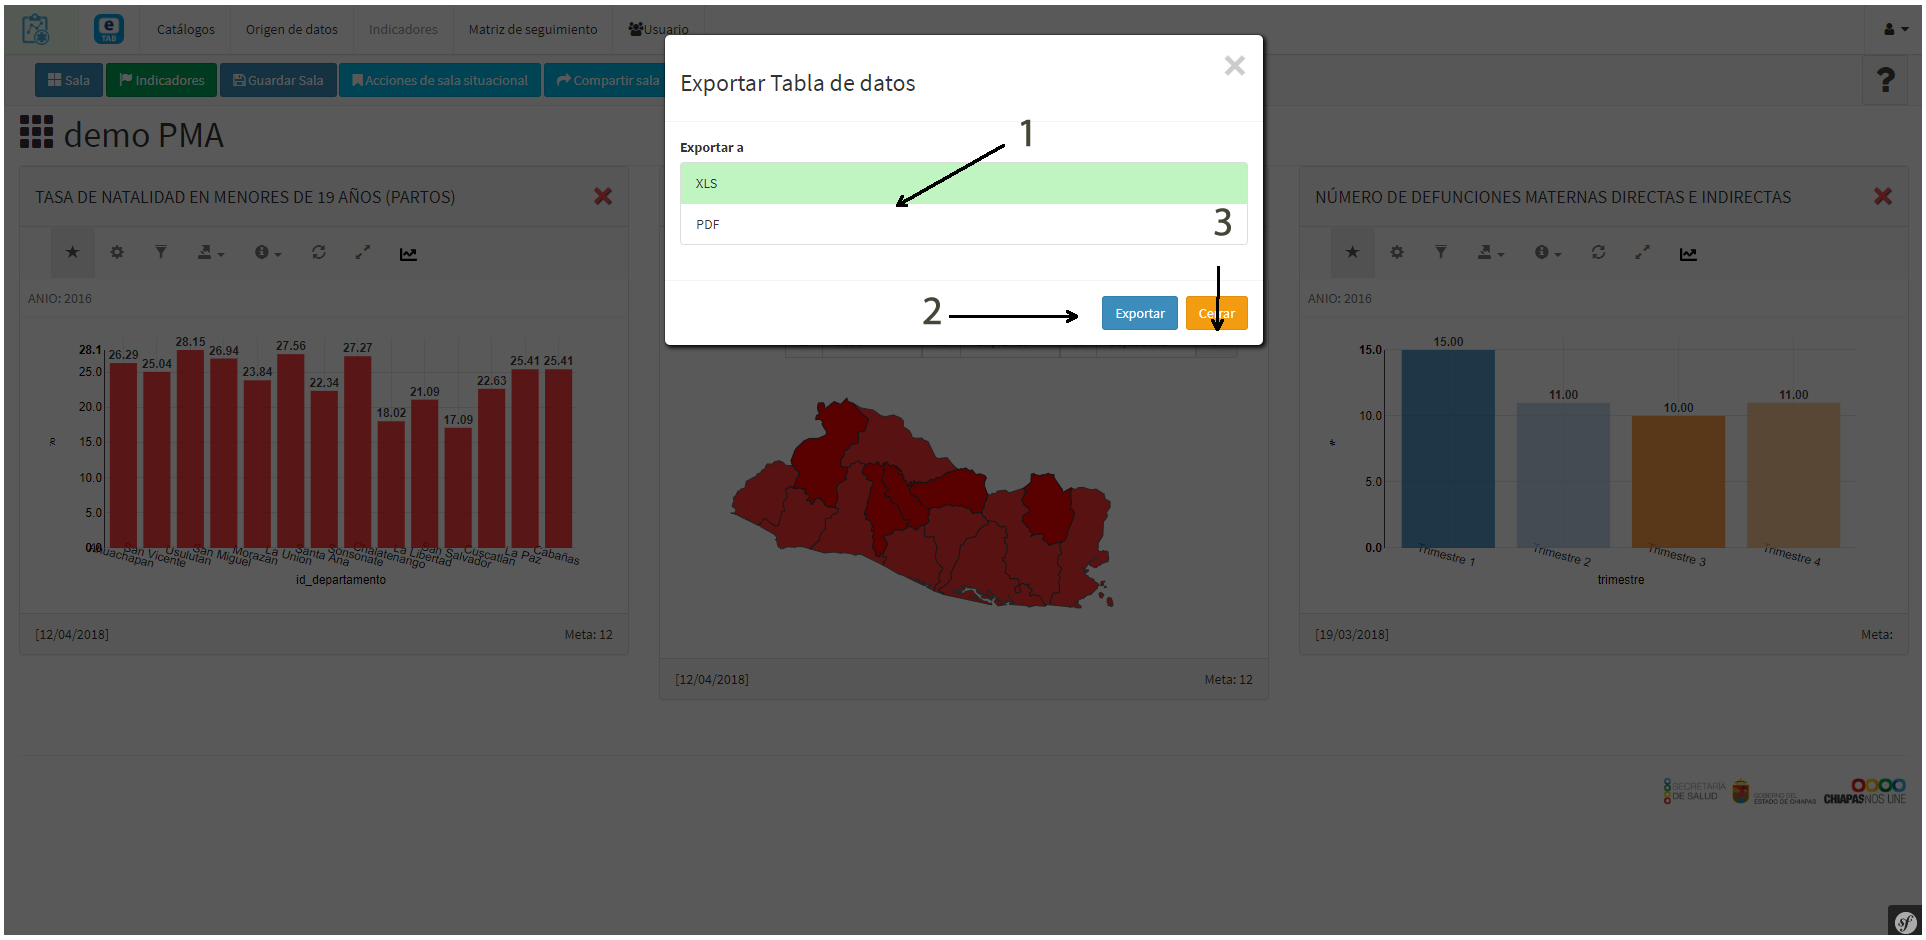 e
TAB
Catálogos
Origen de datos
Indicadores
Matriz de seguimiento
Usuario
Sala
Indicadores
Guardar Sala
Acciones de sala situacional
Compartir sala
?
demo PMA
Exportar Tabla de datos
×
Exportar a
XLS
PDF
1
2
3
Exportar
Cerrar
TASA DE NATALIDAD EN MENORES DE 19 AÑOS (PARTOS)
ANIO: 2016
28.1
25.0
20.0
15.0
10.0
5.0
0.0
26.29
25.04
28.15
26.94
23.84
27.56
22.34
27.27
18.02
21.09
17.09
22.63
25.41
25.41
Ahuachapan
San Vicente
Usulutan
San Miguel
Morazan
La Union
Santa Ana
Sonsonate
Chalatenango
La Libertad
San Salvador
Cuscatlan
La Paz
Cabañas
id_departamento
[12/04/2018]
Meta: 12
[12/04/2018]
Meta: 12
NÚMERO DE DEFUNCIONES MATERNAS DIRECTAS E INDIRECTAS
ANIO: 2016
15.0
10.0
5.0
0.0
15.00
11.00
10.00
11.00
Trimestre 1
Trimestre 2
Trimestre 3
Trimestre 4
trimestre
[19/03/2018]
Meta:
SECRETARÍA
DE SALUD
GOBIERNO DEL
ESTADO DE CHIAPAS
CHIAPAS NOS UNE
sf